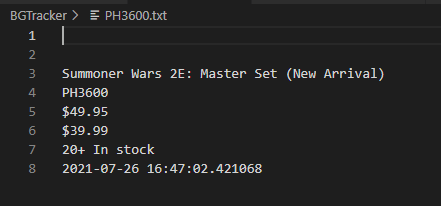 BGTracker > PH3600.txt
1
2
3 Summoner Wars 2E: Master Set (New Arrival)
4 PH3600
5 $49.95
6 $39.99
7 20+ In stock
8 2021-07-26 16:47:02.421068